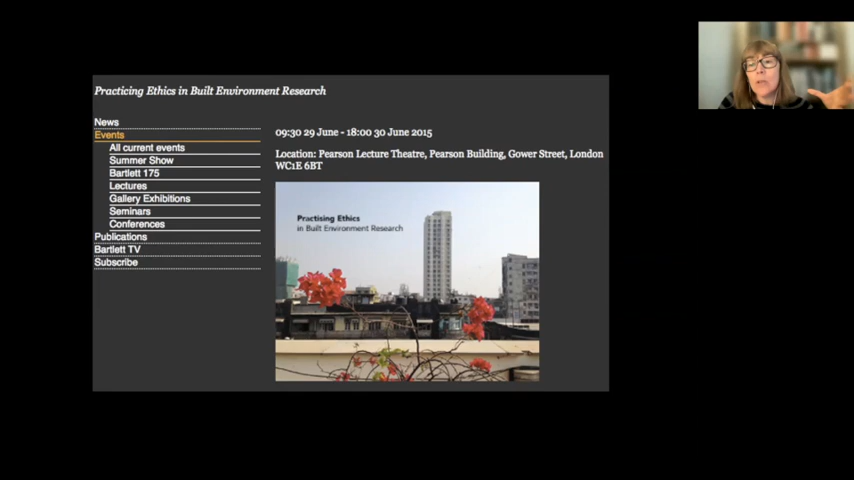 Practicing Ethics in Built Environment Research
News
Events
All current events
Summer Show
Bartlett 175
Lectures
Gallery Exhibitions
Seminars
Conferences
Publications
Bartlett TV
Subscribe
09:30 29 June - 18:00 30 June 2015
Location: Pearson Lecture Theatre, Pearson Building, Gower Street, London
WC1E 6BT
Practising Ethics
in Built Environment Research